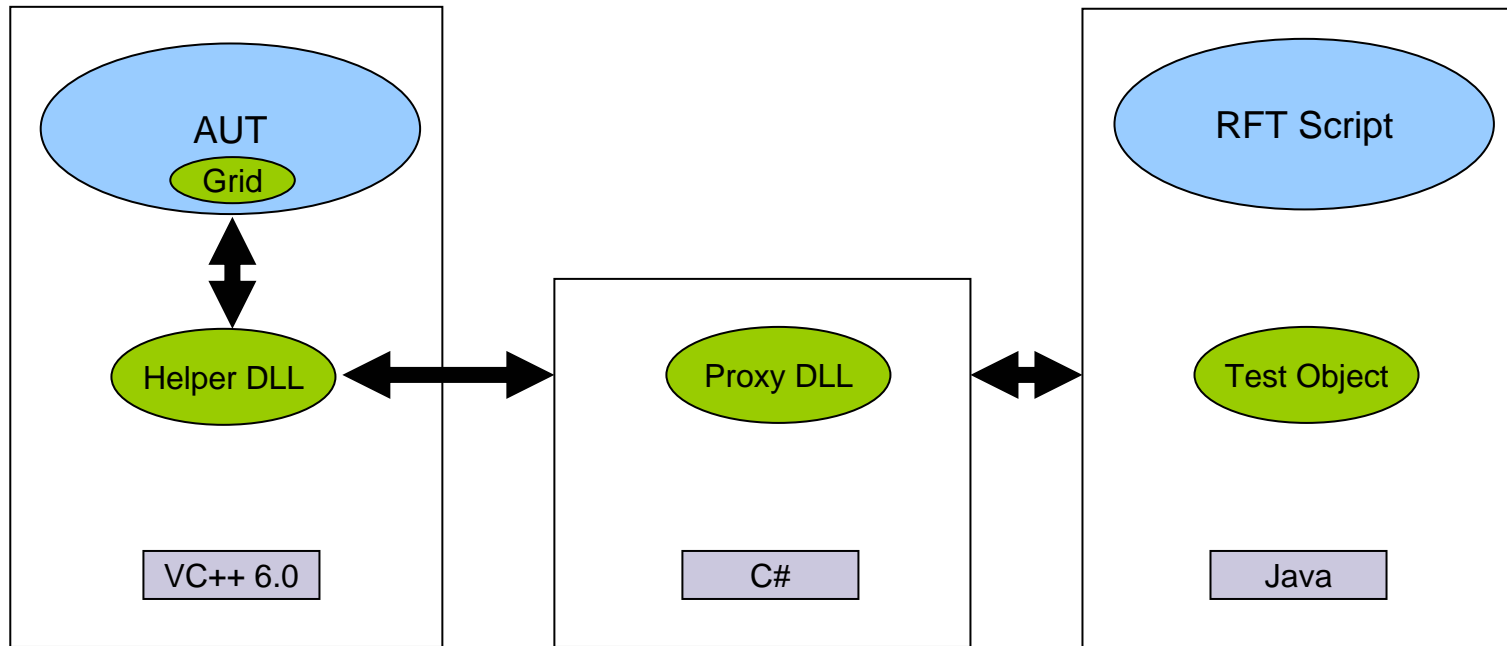 AUT
Grid
Helper DLL
VC++ 6.0
Proxy DLL
C#
RFT Script
Test Object
Java